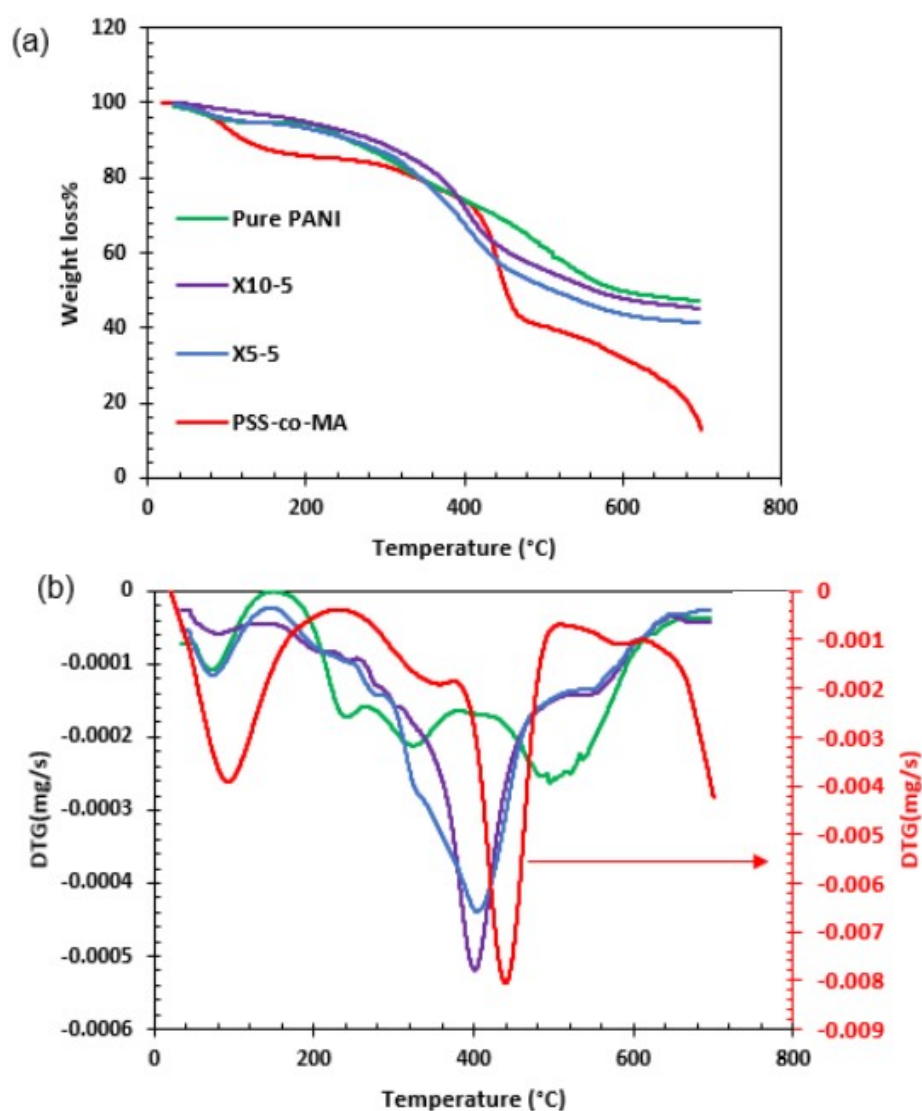 (a)
120
100
80
60
40
20
0
Weight loss%
Pure PANI
X10-5
X5-5
PSS-co-MA
0 200 400 600 800
Temperature (°C)
(b)
0
-0.0001
-0.0002
-0.0003
-0.0004
-0.0005
-0.0006
DTG(mg/s)
0
-0.001
-0.002
-0.003
-0.004
-0.005
-0.006
-0.007
-0.008
-0.009
DTG(mg/s)
0 200 400 600 800
Temperature (°C)